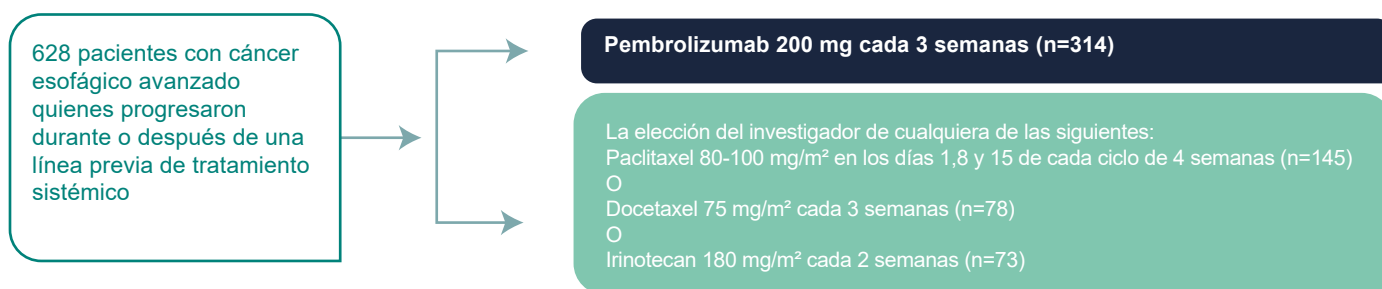 628 pacientes con cáncer
esofágico avanzado
quienes progresaron
durante o después de una
línea previa de tratamiento
sistémico
Pembrolizumab 200 mg cada 3 semanas (n=314)
La elección del investigador de cualquiera de las siguientes:
Paclitaxel 80-100 mg/m² en los días 1,8 y 15 de cada ciclo de 4 semanas (n=145)
O
Docetaxel 75 mg/m² cada 3 semanas (n=78)
O
Irinotecan 180 mg/m² cada 2 semanas (n=73)